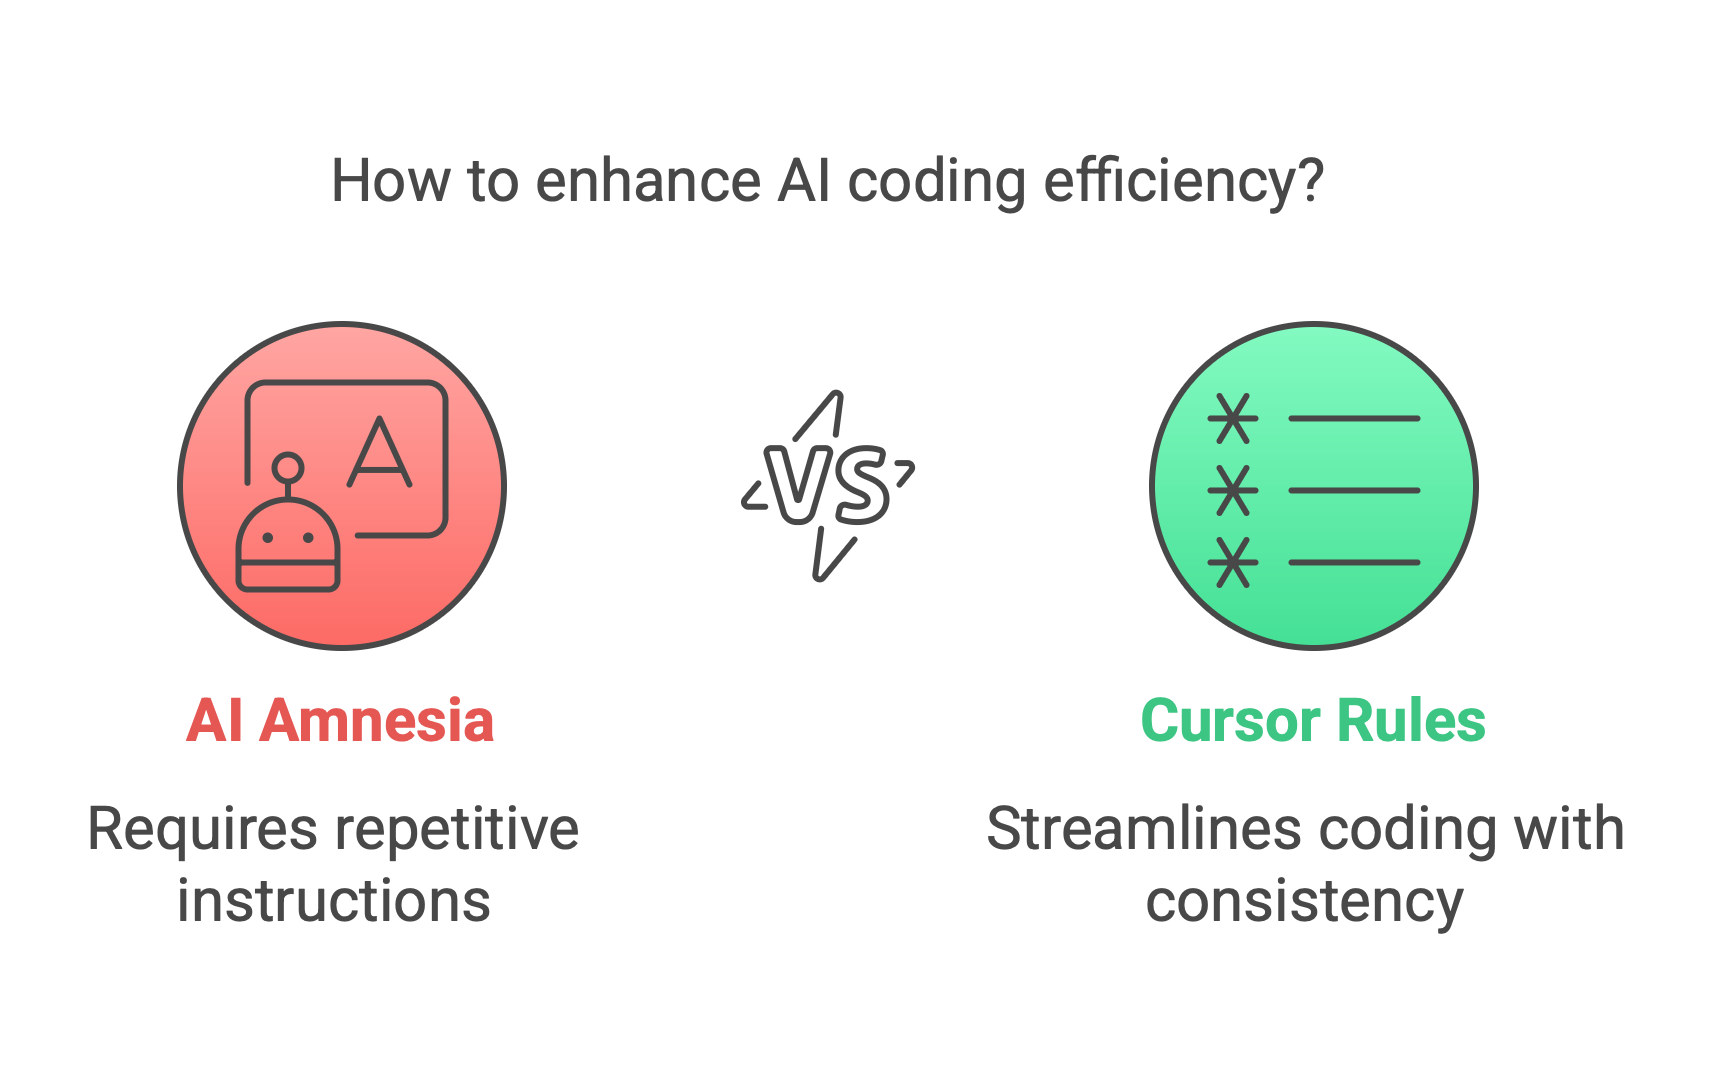 How to enhance AI coding efficiency?
A
VS
AI Amnesia
Requires repetitive
instructions
Cursor Rules
Streamlines coding with
consistency